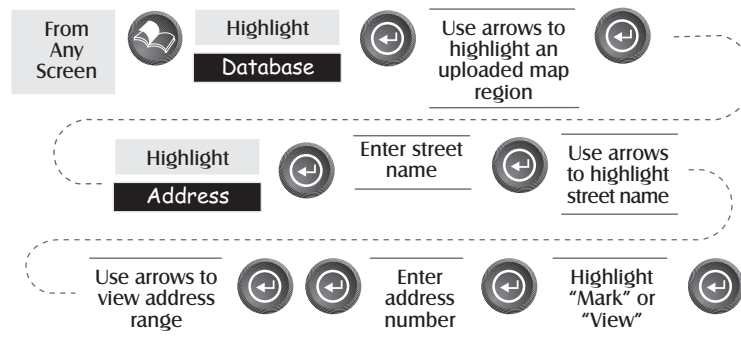 From
Any
Screen
Highlight
Database
Use arrows to
highlight an
uploaded map
region
Highlight
Address
Enter street
name
Use arrows
to highlight
street name
Use arrows to
view address
range
Enter
address
number
Highlight
“Mark” or
“View”